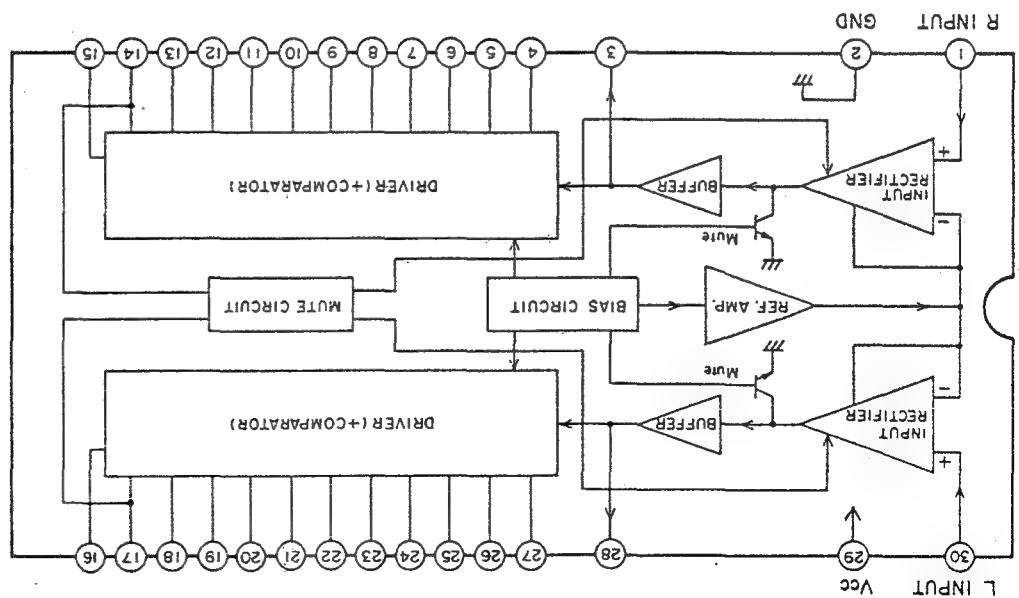 L INPUT
Vcc
30 29 28 27 26 25 24 23 22 21 20 19 18 17 16
+
INPUT
RECTIFIER
-
BUFFER
DRIVER (+COMPARATOR)
Mute
REF. AMP.
BIAS CIRCUIT
MUTE CIRCUIT
Mute
-
INPUT
RECTIFIER
+
BUFFER
DRIVER (+COMPARATOR)
1 2 3 4 5 6 7 8 9 10 11 12 13 14 15
R INPUT
GND